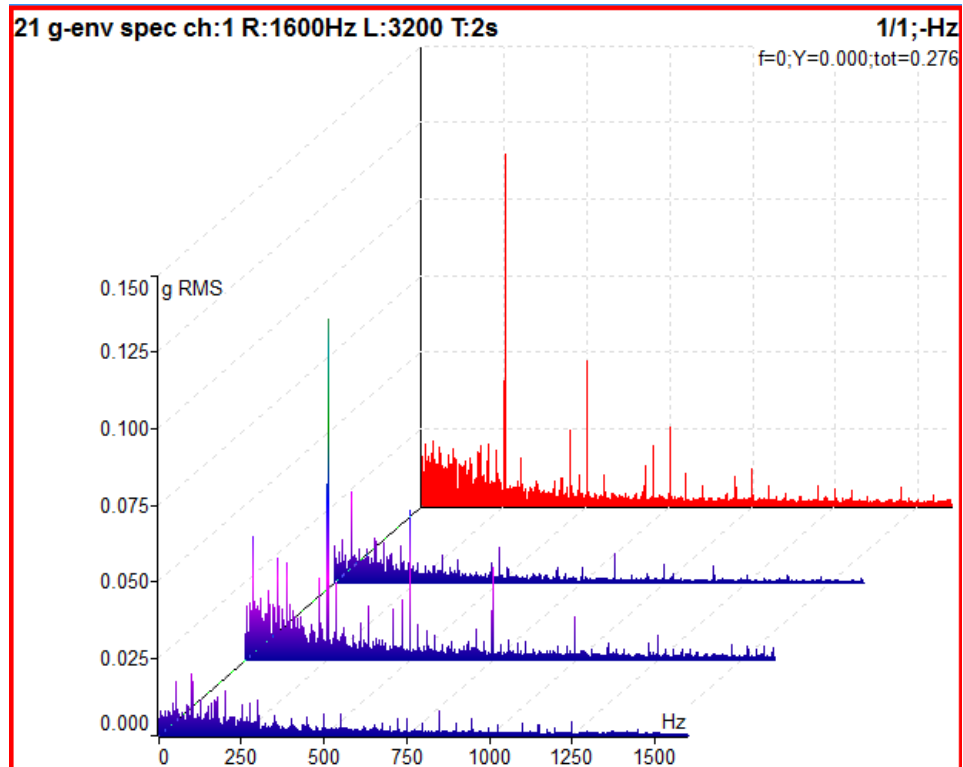 21 g-env spec ch:1 R:1600Hz L:3200 T:2s 1/1;-Hz
f=0;Y=0.000;tot=0.276
0.150 g RMS
0.125
0.100
0.075
0.050
0.025
0.000 Hz
0 250 500 750 1000 1250 1500